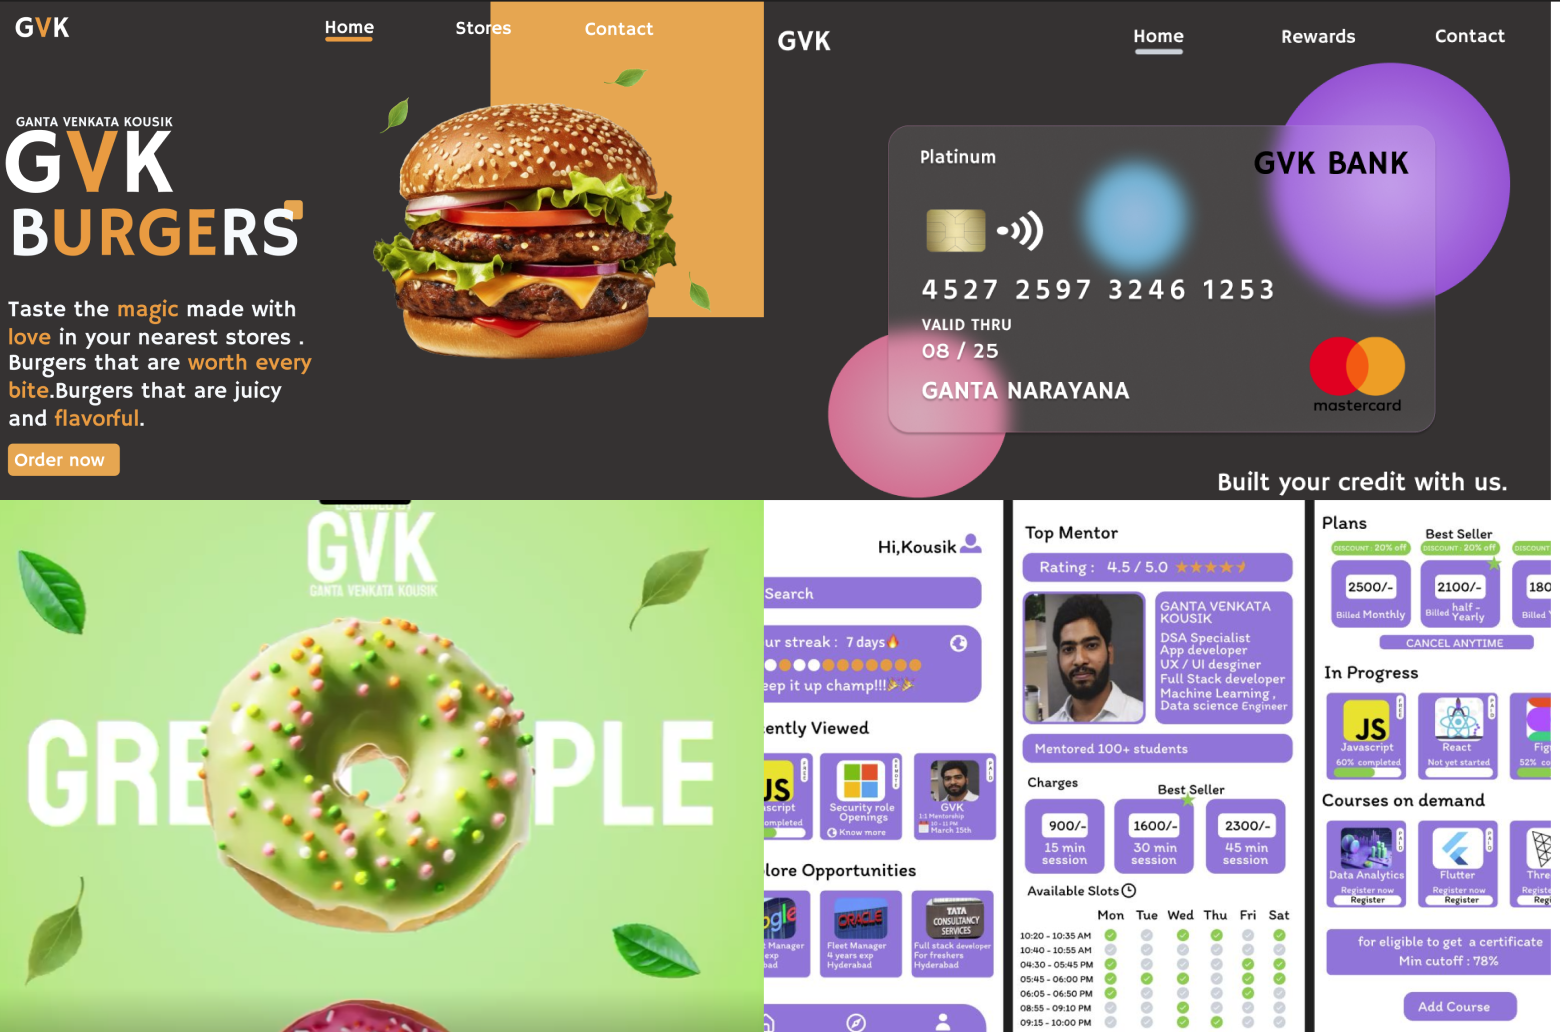 GVK
Home
Stores
Contact
GANTA VENKATA KOUSIK
GVK
BURGERS
Taste the magic made with
love in your nearest stores .
Burgers that are worth every
bite.Burgers that are juicy
and flavorful.
Order now
GVK
Home
Rewards
Contact
Platinum
GVK BANK
4527 2597 3246 1253
VALID THRU
08 / 25
GANTA NARAYANA
mastercard
Built your credit with us.
GVK
GANTA VENKATA KOUSIK
GRE PLE
Hi,Kousik
Search
ur streak : 7 days
eep it up champ!!!
ently Viewed
JS
FREE
script
ompleted
Security role
Openings
Know more
GVK
PAID
1:1 Mentorship
10 - 11 PM
March 15th
lore Opportunities
ogle
t Manager
xp
bad
ORACLE
Fleet Manager
4 years exp
Hyderabad
TATA
CONSULTANCY
SERVICES
Full stack developer
For freshers
Hyderabad
Top Mentor
Rating : 4.5 / 5.0
GANTA VENKATA
KOUSIK
DSA Specialist
App developer
UX / UI desginer
Full Stack developer
Machine Learning ,
Data science Engineer
Mentored 100+ students
Charges
Best Seller
900/-
15 min
session
1600/-
30 min
session
2300/-
45 min
session
Available Slots
Mon Tue Wed Thu Fri Sat
10:20 - 10:35 AM
10:40 - 10:55 AM
04:30 - 05:45 PM
05:45 - 06:00 PM
06:05 - 06:50 PM
08:55 - 09:10 PM
09:15 - 10:00 PM
Plans
Best Seller
DISCOUNT : 20% off
DISCOUNT : 20% off
DISCOUNT
2500/-
Billed Monthly
2100/-
Billed half -
Yearly
180
Billed
CANCEL ANYTIME
In Progress
JS
FREE
Javascript
60% completed
PAID
React
Not yet started
Fig
52% co
Courses on demand
PAID
Data Analytics
Register now
Register
PAID
Flutter
Register now
Register
Thre
Registe
Regi
for eligible to get a certificate
Min cutoff : 78%
Add Course